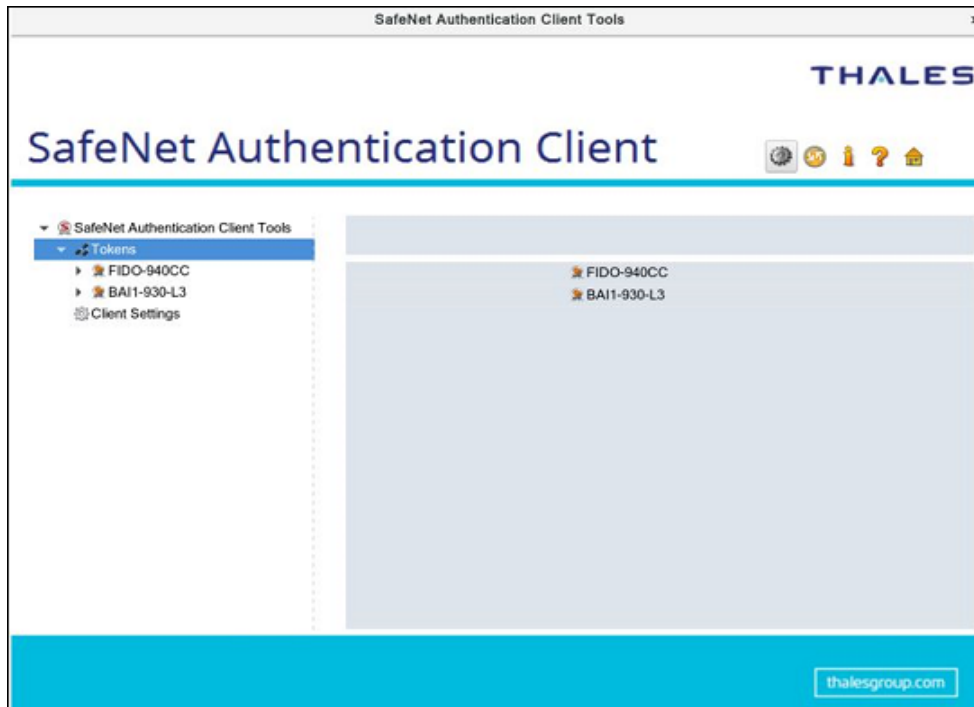 SafeNet Authentication Client Tools
THALES
SafeNet Authentication Client
SafeNet Authentication Client Tools
Tokens
FIDO-940CC
BAI1-930-L3
Client Settings
FIDO-940CC
BAI1-930-L3
thalesgroup.com